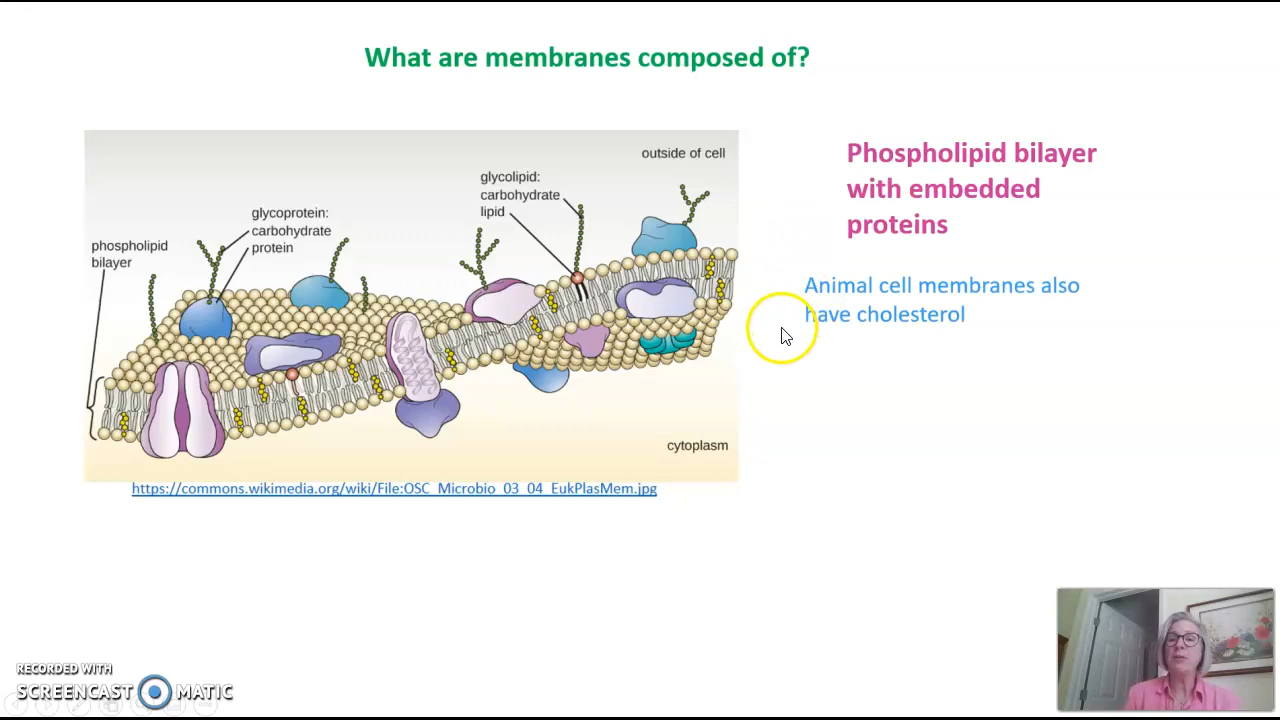 What are membranes composed of?
outside of cell
glycolipid:
carbohydrate
lipid
glycoprotein:
carbohydrate
protein
phospholipid
bilayer
cytoplasm
https://commons.wikimedia.org/wiki/File:OSC_Microbio_03_04_EukPlasMem.jpg
Phospholipid bilayer
with embedded
proteins
Animal cell membranes also
have cholesterol
RECORDED WITH
SCREENCAST MATIC